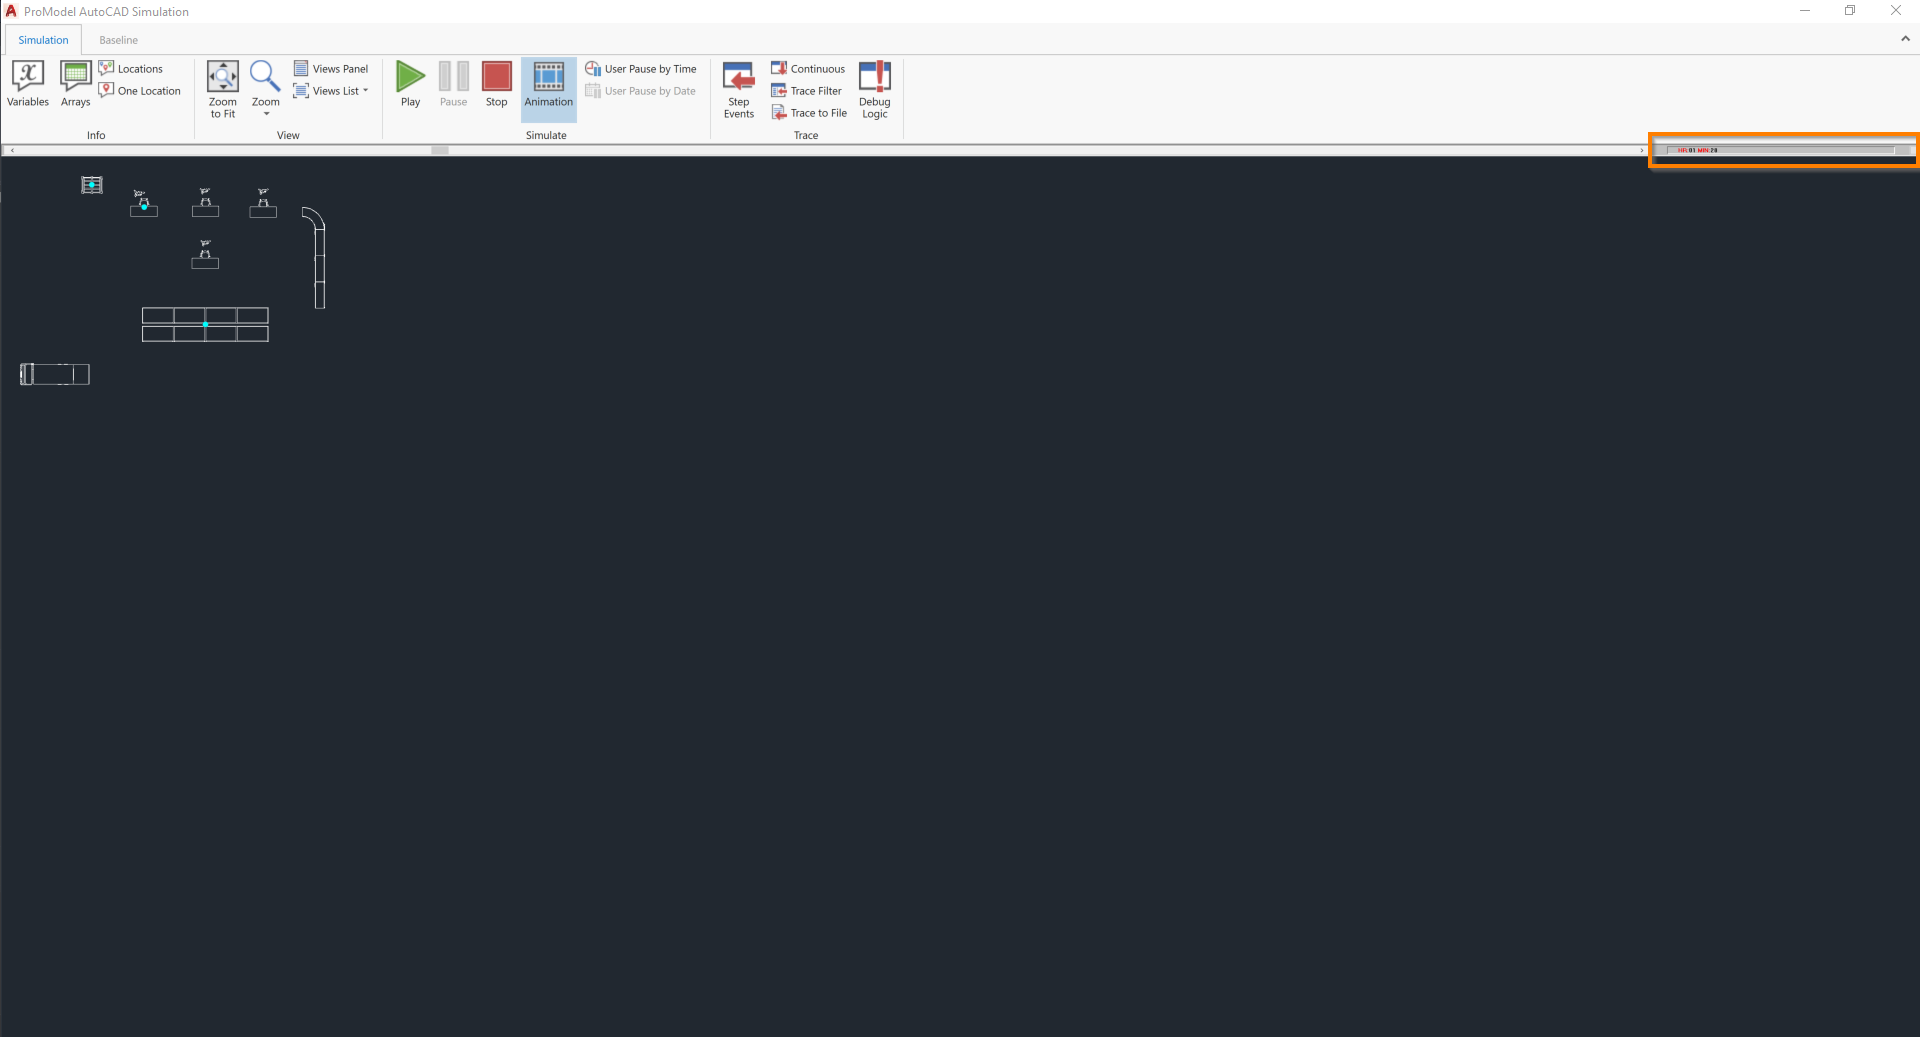 ProModel AutoCAD Simulation
Simulation Baseline
Variables
Arrays
Locations
One Location
Info
Zoom to Fit
Zoom
Views Panel
Views List
View
Play
Pause
Stop
Animation
User Pause by Time
User Pause by Date
Simulate
Step Events
Continuous
Trace Filter
Trace to File
Debug Logic
Trace
HR:01 MIN:28